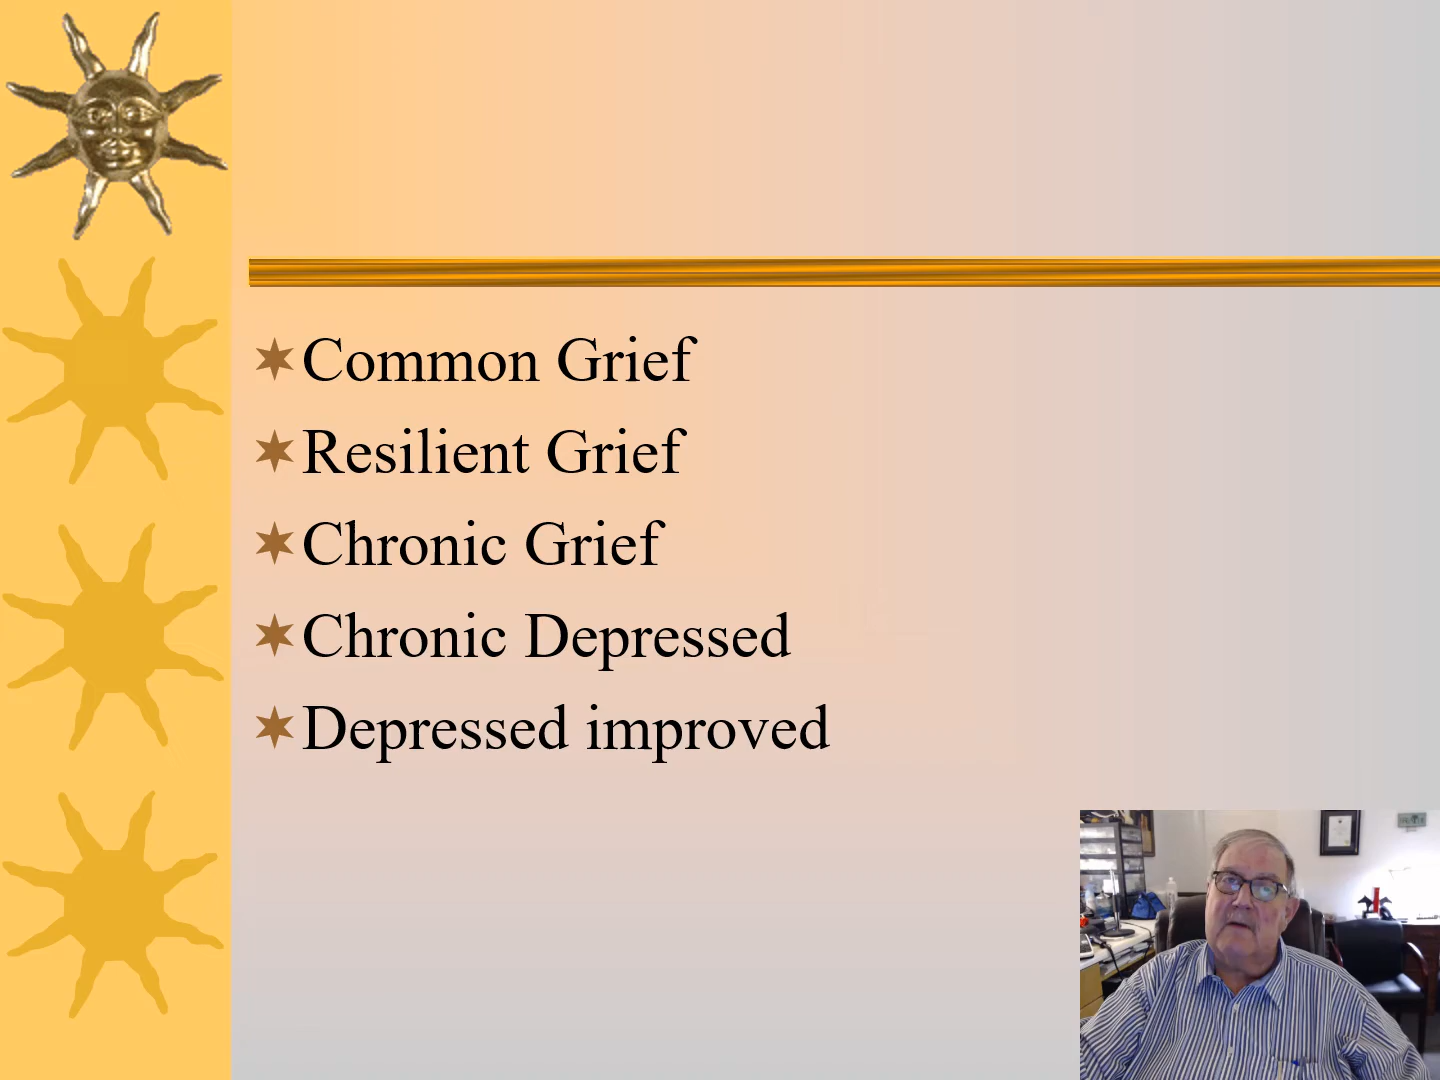 Common Grief
Resilient Grief
Chronic Grief
Chronic Depressed
Depressed improved